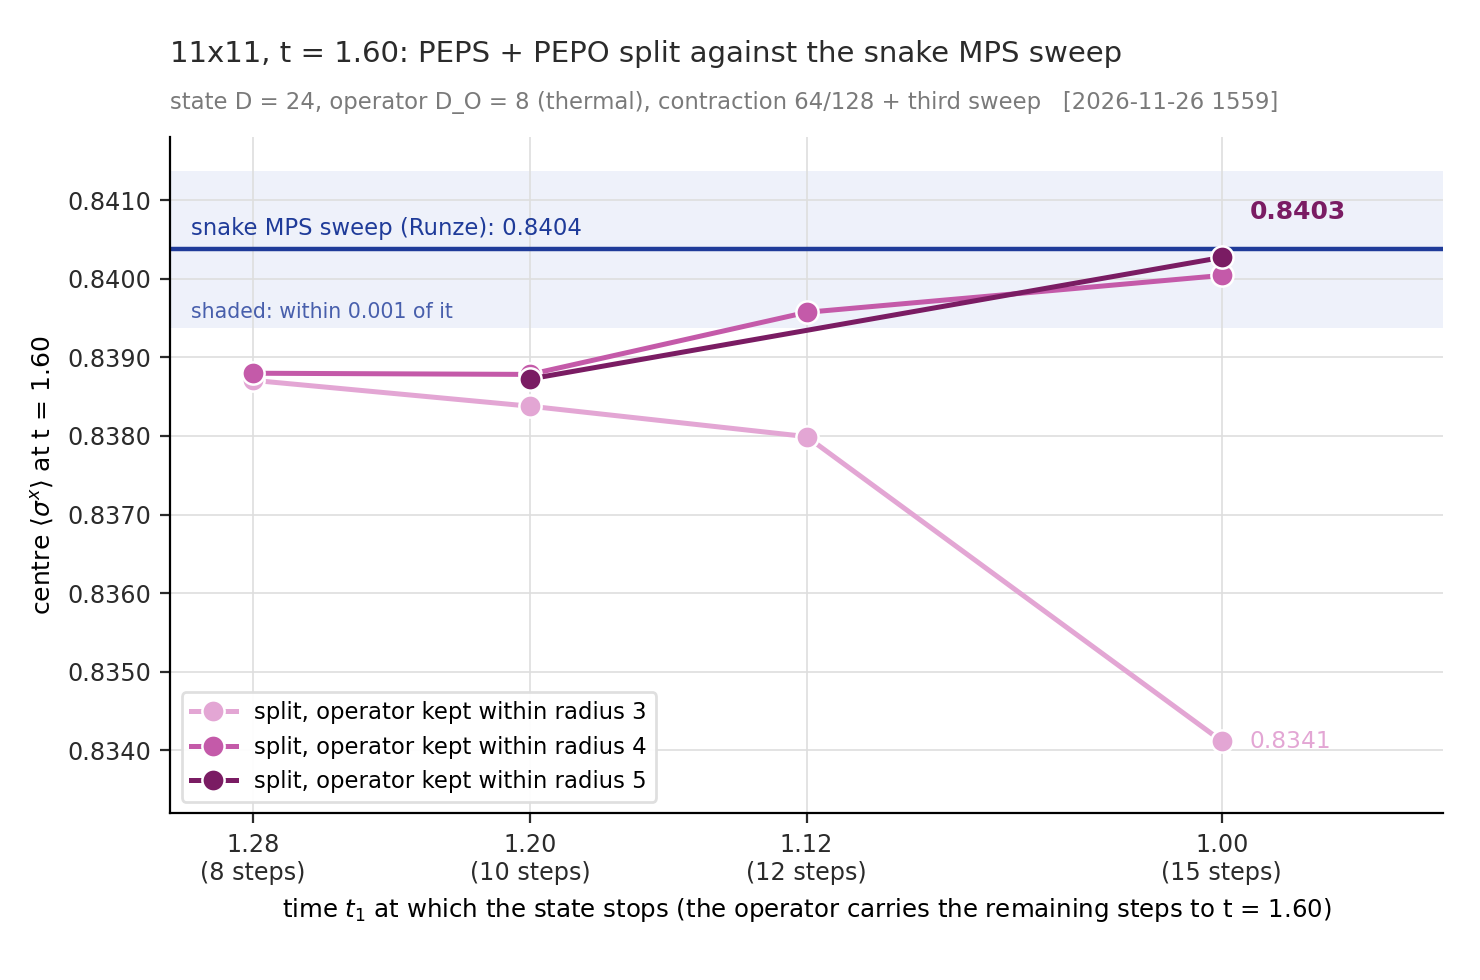 11x11, t = 1.60: PEPS + PEPO split against the snake MPS sweep
state D = 24, operator D_O = 8 (thermal), contraction 64/128 + third sweep [2026-11-26 1559]
centre ⟨σˣ⟩ at t = 1.60
0.8410
0.8400
0.8390
0.8380
0.8370
0.8360
0.8350
0.8340
snake MPS sweep (Runze): 0.8404
shaded: within 0.001 of it
0.8403
0.8341
split, operator kept within radius 3
split, operator kept within radius 4
split, operator kept within radius 5
1.28
(8 steps)
1.20
(10 steps)
1.12
(12 steps)
1.00
(15 steps)
time t₁ at which the state stops (the operator carries the remaining steps to t = 1.60)